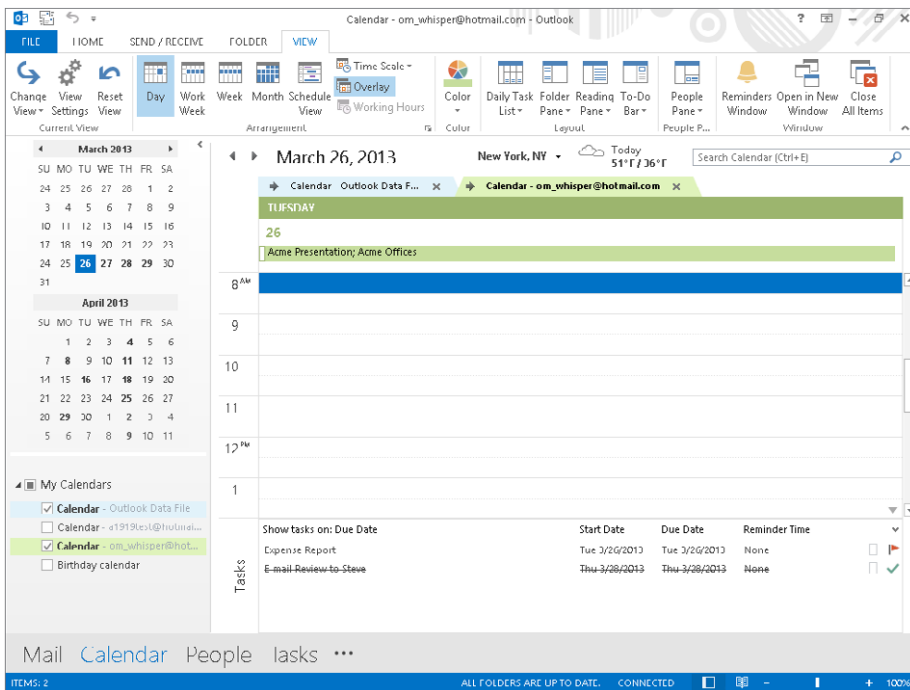 Calendar - om_whisper@hotmail.com - Outlook
FILE HOME SEND / RECEIVE FOLDER VIEW
Change View View Settings Reset View
Day Work Week Week Month Schedule View
Time Scale
Overlay
Working Hours
Color
Daily Task List Folder Pane Reading Pane To-Do Bar
People Pane
Reminders Window Open in New Window Close All Items
Current View Arrangement Color Layout People P... Window
March 2013
SU MO TU WE TH FR SA
24 25 26 27 28 1 2
3 4 5 6 7 8 9
10 11 12 13 14 15 16
17 18 19 20 21 22 23
24 25 26 27 28 29 30
31
April 2013
SU MO TU WE TH FR SA
1 2 3 4 5 6
7 8 9 10 11 12 13
14 15 16 17 18 19 20
21 22 23 24 25 26 27
28 29 30 1 2 3 4
5 6 7 8 9 10 11
My Calendars
Calendar - Outlook Data File
Calendar - a1919test@hotmai...
Calendar - om_whisper@hot...
Birthday calendar
March 26, 2013
New York, NY
Today
51°F / 36°F
Search Calendar (Ctrl+E)
Calendar Outlook Data F...
Calendar - om_whisper@hotmail.com
TUESDAY
26
Acme Presentation; Acme Offices
8 AM
9
10
11
12 PM
1
Tasks
Show tasks on: Due Date Start Date Due Date Reminder Time
Expense Report Tue 3/26/2013 Tue 3/26/2013 None
E-mail Review to Steve Thu 3/28/2013 Thu 3/28/2013 None
Mail Calendar People Tasks •••
ITEMS: 2
ALL FOLDERS ARE UP TO DATE. CONNECTED
100%